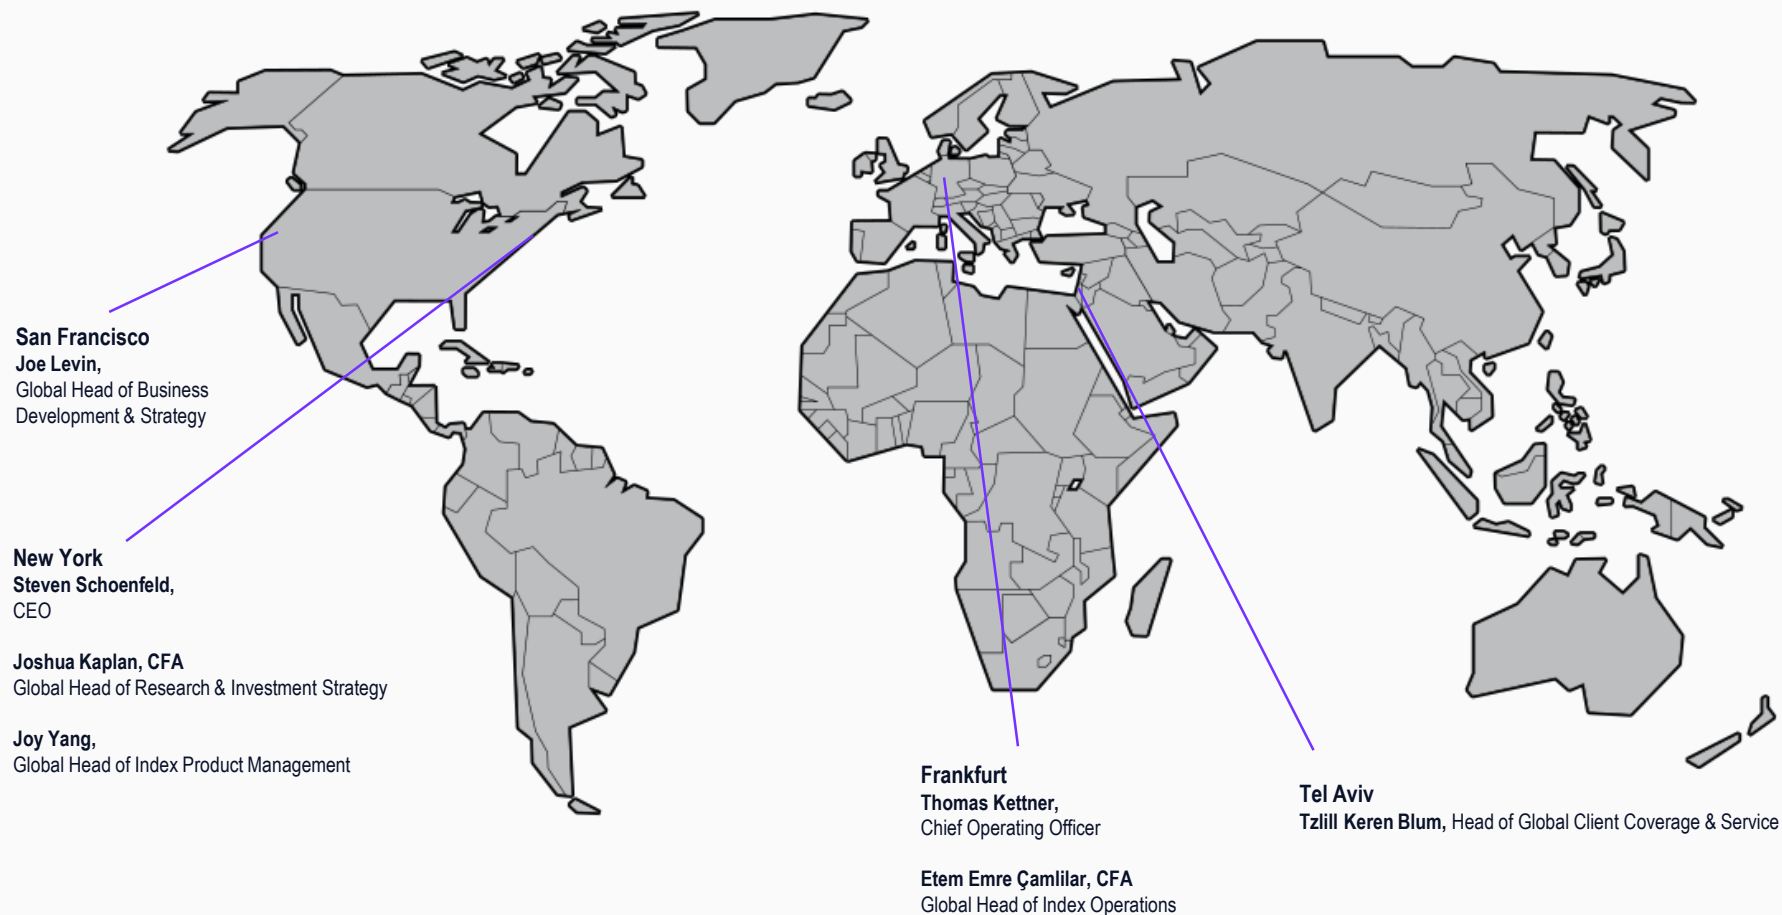 San Francisco
Joe Levin,
Global Head of Business
Development & Strategy
New York
Steven Schoenfeld,
CEO
Joshua Kaplan, CFA
Global Head of Research & Investment Strategy
Joy Yang,
Global Head of Index Product Management
Frankfurt
Thomas Kettner,
Chief Operating Officer
Etem Emre Çamlilar, CFA
Global Head of Index Operations
Tel Aviv
Tzlill Keren Blum, Head of Global Client Coverage & Service